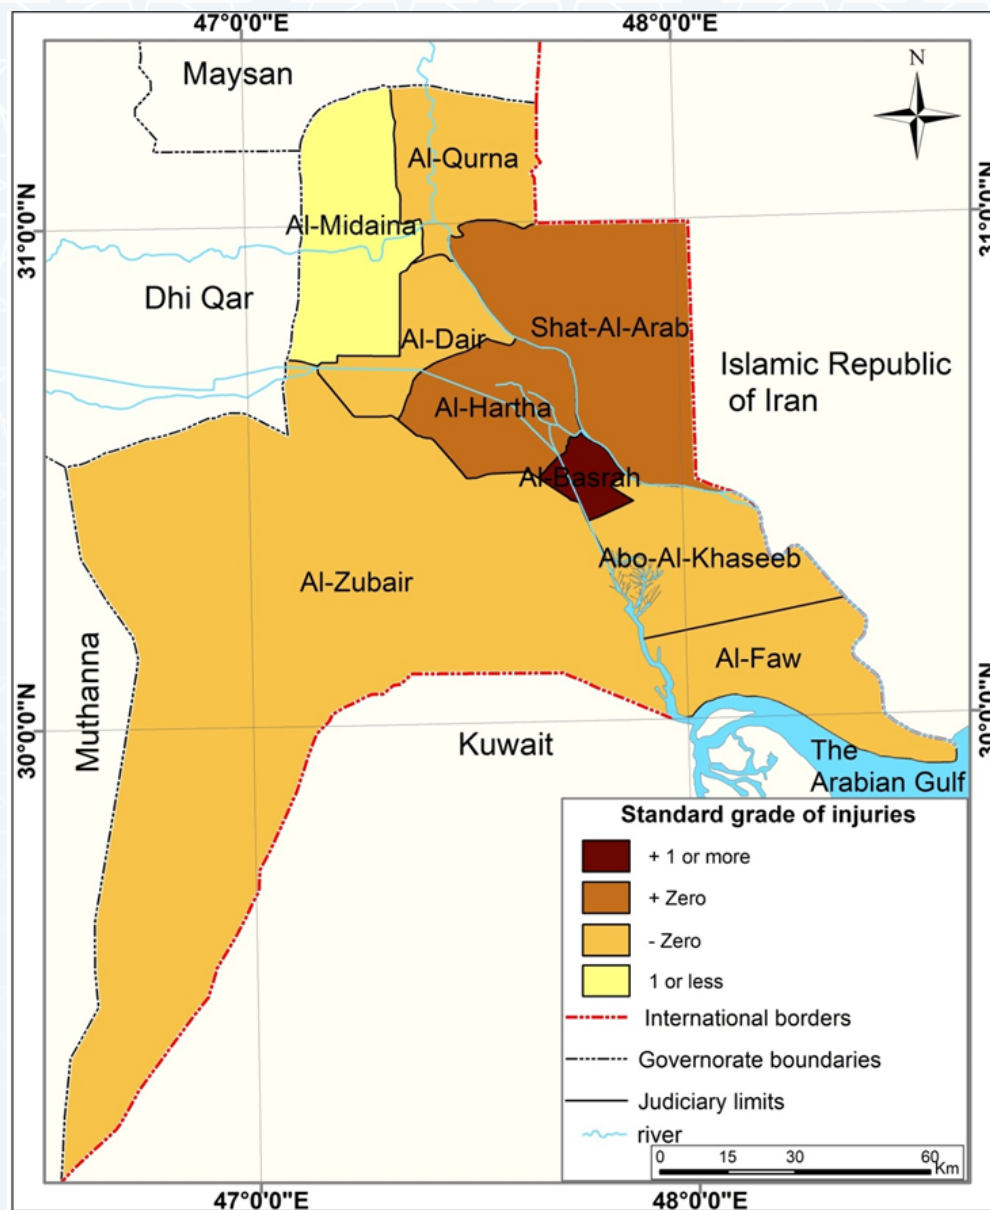 47°0'0"E
48°0'0"E
Maysan
N
Al-Qurna
31°0'0"N
31°0'0"N
Al-Midaina
Dhi Qar
Al-Dair
Shat-Al-Arab
Islamic Republic
of Iran
Al-Hartha
Al-Basrah
Abo-Al-Khaseeb
Al-Zubair
Muthanna
Al-Faw
30°0'0"N
30°0'0"N
Kuwait
The
Arabian Gulf
Standard grade of injuries
+ 1 or more
+ Zero
- Zero
1 or less
International borders
Governorate boundaries
Judiciary limits
river
0 15 30 60
Km
47°0'0"E
48°0'0"E